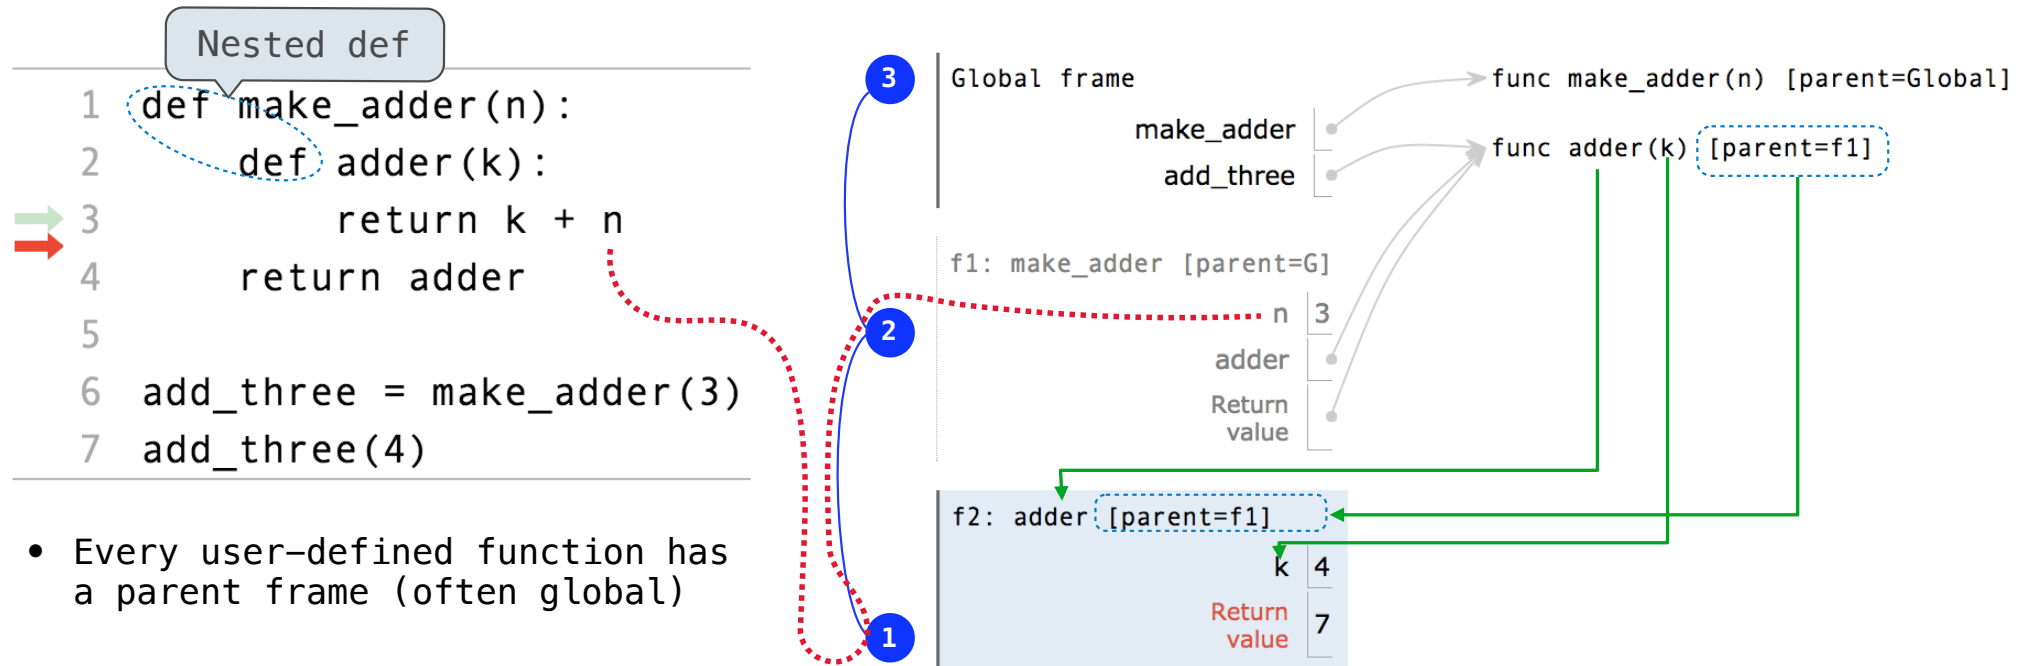 Nested def
1 def make_adder(n):
2     def adder(k):
3         return k + n
4     return adder
5
6 add_three = make_adder(3)
7 add_three(4)
• Every user-defined function has
a parent frame (often global)
3
2
1
Global frame
make_adder
add_three
func make_adder(n) [parent=Global]
func adder(k) [parent=f1]
f1: make_adder [parent=G]
n 3
adder
Return
value
f2: adder [parent=f1]
k 4
Return
value 7